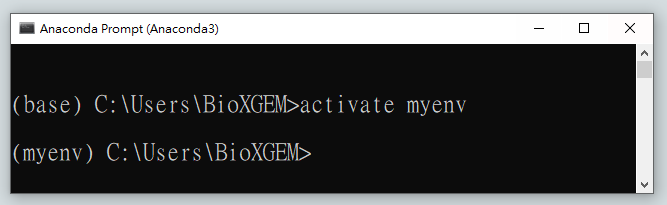 Anaconda Prompt (Anaconda3)
(base) C:\Users\BioXGEM>activate myenv
(myenv) C:\Users\BioXGEM>